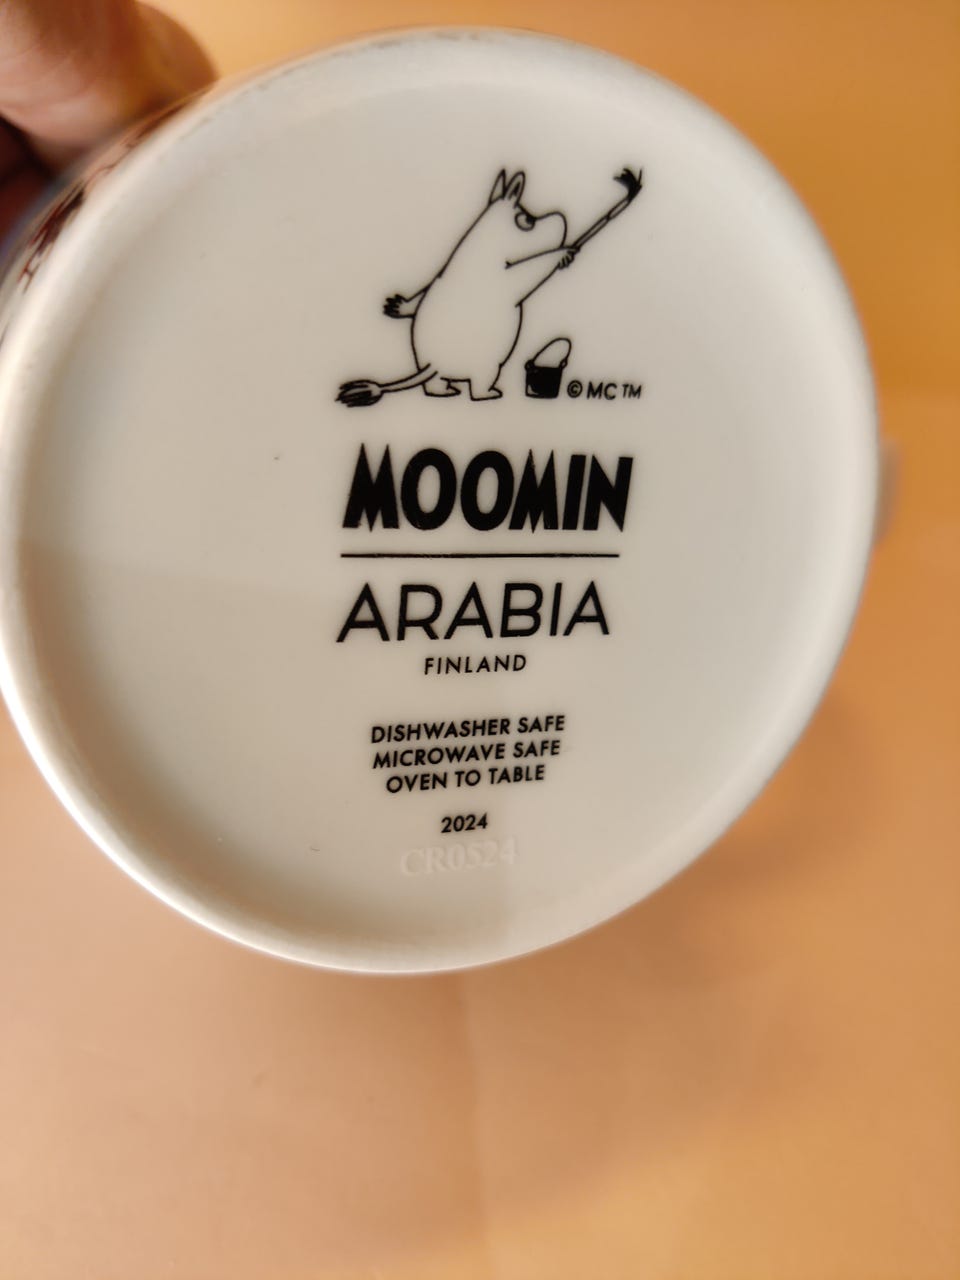 © MC ™
MOOMIN
ARABIA
FINLAND
DISHWASHER SAFE
MICROWAVE SAFE
OVEN TO TABLE
2024
CR0524